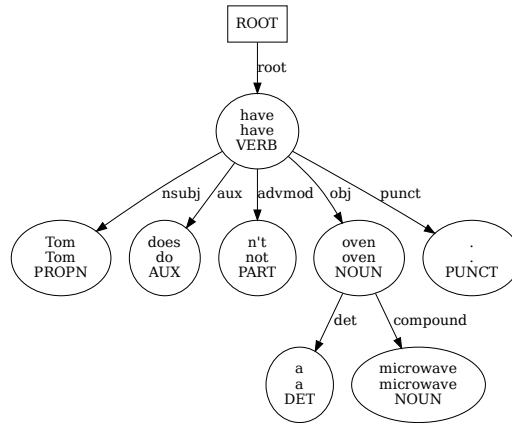 ROOT
root
have
have
VERB
nsubj
aux
advmod
obj
punct
Tom
Tom
PROPN
does
do
AUX
n't
not
PART
oven
oven
NOUN
.
.
PUNCT
det
compound
a
a
DET
microwave
microwave
NOUN